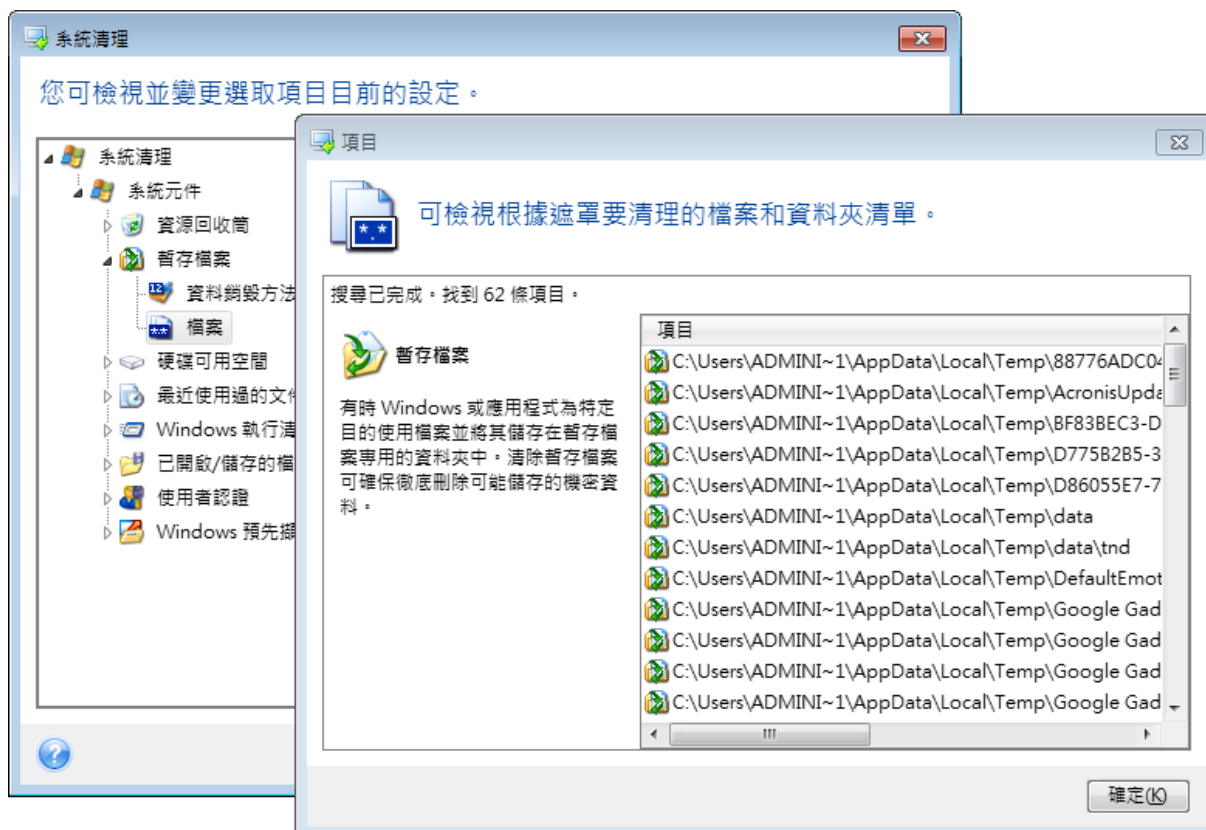 系統清理
您可檢視並變更選取項目目前的設定。
系統清理
系統元件
資源回收筒
暫存檔案
資料銷毀方法
檔案
硬碟可用空間
最近使用過的文件
Windows 執行清
已開啟/儲存的檔
使用者認證
Windows 預先擷
項目
*.*
可檢視根據遮罩要清理的檔案和資料夾清單。
搜尋已完成。找到 62 條項目。
暫存檔案
有時 Windows 或應用程式為特定
目的使用檔案並將其儲存在暫存檔
案專用的資料夾中。清除暫存檔案
可確保徹底刪除可能儲存的機密資
料。
項目
C:\Users\ADMINI~1\AppData\Local\Temp\88776ADC04
C:\Users\ADMINI~1\AppData\Local\Temp\AcronisUpda
C:\Users\ADMINI~1\AppData\Local\Temp\BF83BEC3-D
C:\Users\ADMINI~1\AppData\Local\Temp\D775B2B5-3
C:\Users\ADMINI~1\AppData\Local\Temp\D86055E7-7
C:\Users\ADMINI~1\AppData\Local\Temp\data
C:\Users\ADMINI~1\AppData\Local\Temp\data\tnd
C:\Users\ADMINI~1\AppData\Local\Temp\DefaultEmot
C:\Users\ADMINI~1\AppData\Local\Temp\Google Gad
C:\Users\ADMINI~1\AppData\Local\Temp\Google Gad
C:\Users\ADMINI~1\AppData\Local\Temp\Google Gad
C:\Users\ADMINI~1\AppData\Local\Temp\Google Gad
確定(K)